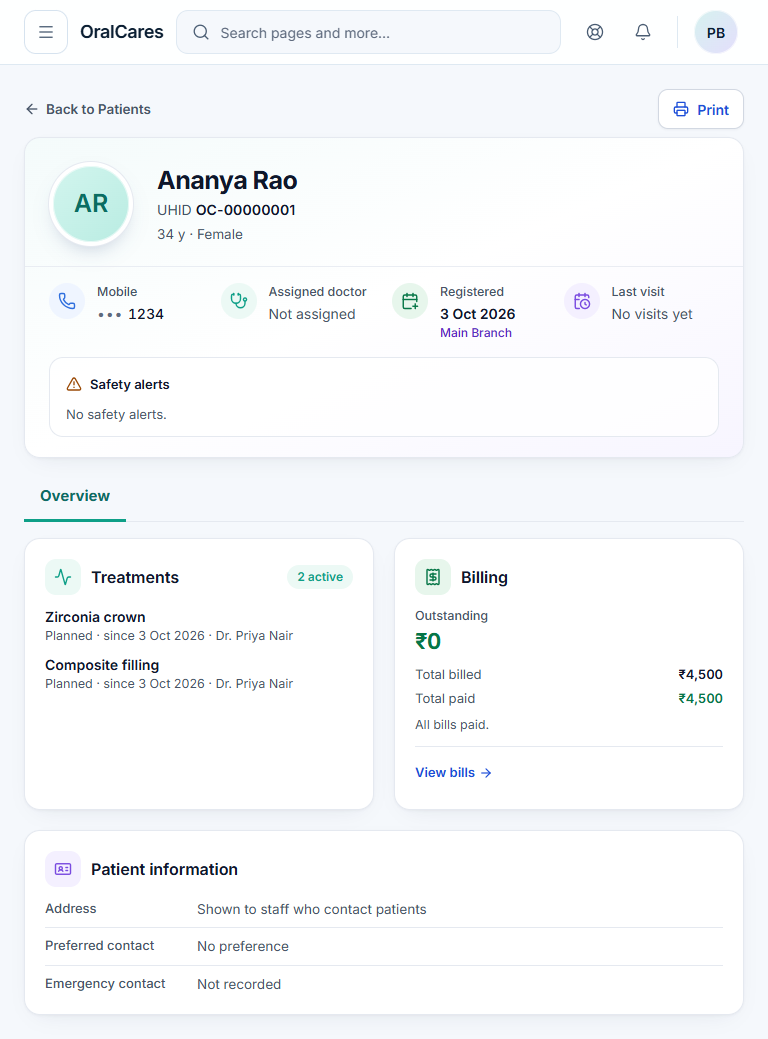 OralCares
Search pages and more...
PB
Back to Patients
Print
AR
Ananya Rao
UHID OC-00000001
34 y · Female
Mobile
••• 1234
Assigned doctor
Not assigned
Registered
3 Oct 2026
Main Branch
Last visit
No visits yet
Safety alerts
No safety alerts.
Overview
Treatments
2 active
Zirconia crown
Planned · since 3 Oct 2026 · Dr. Priya Nair
Composite filling
Planned · since 3 Oct 2026 · Dr. Priya Nair
Billing
Outstanding
₹0
Total billed ₹4,500
Total paid ₹4,500
All bills paid.
View bills →
Patient information
Address Shown to staff who contact patients
Preferred contact No preference
Emergency contact Not recorded